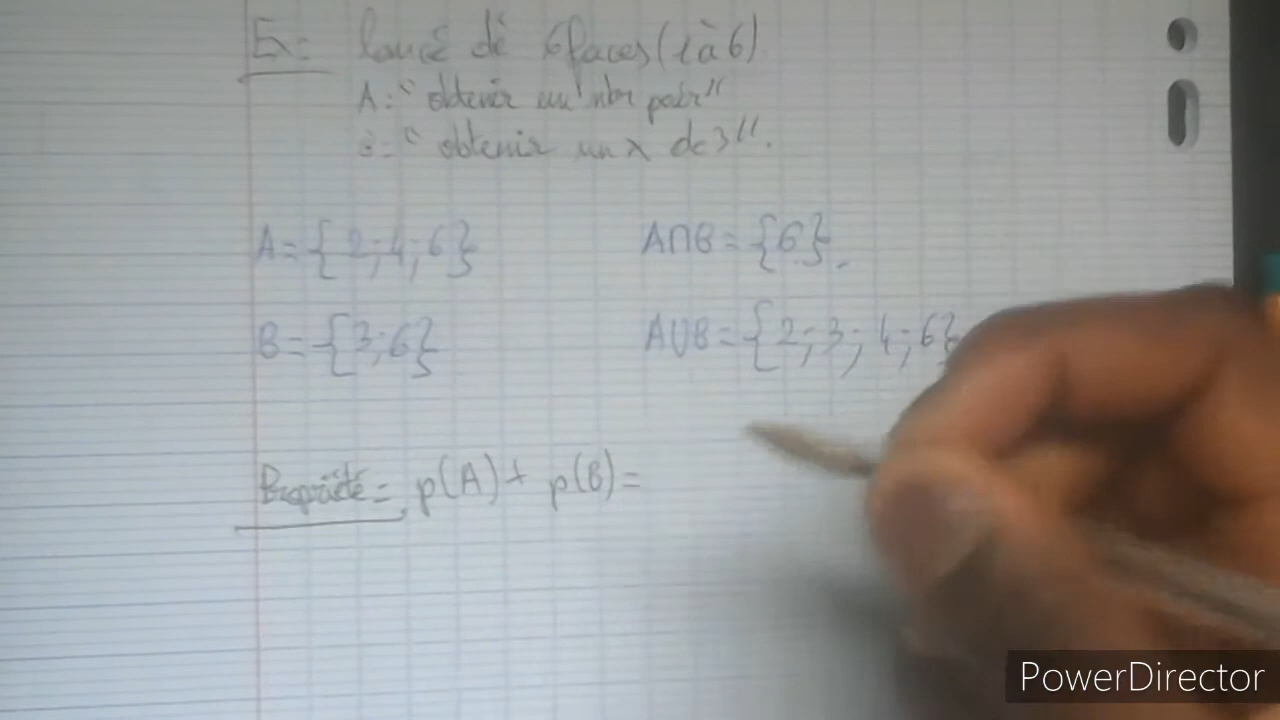 Ex: lancé dé 6 faces (1 à 6)
A: "obtenir un nbr pair"
B: "obtenir un x de 3".
A = {2;4;6}
A∩B = {6}.
B = {3;6}
A∪B = {2;3;4;6}
Propriété: p(A) + p(B) =
PowerDirector